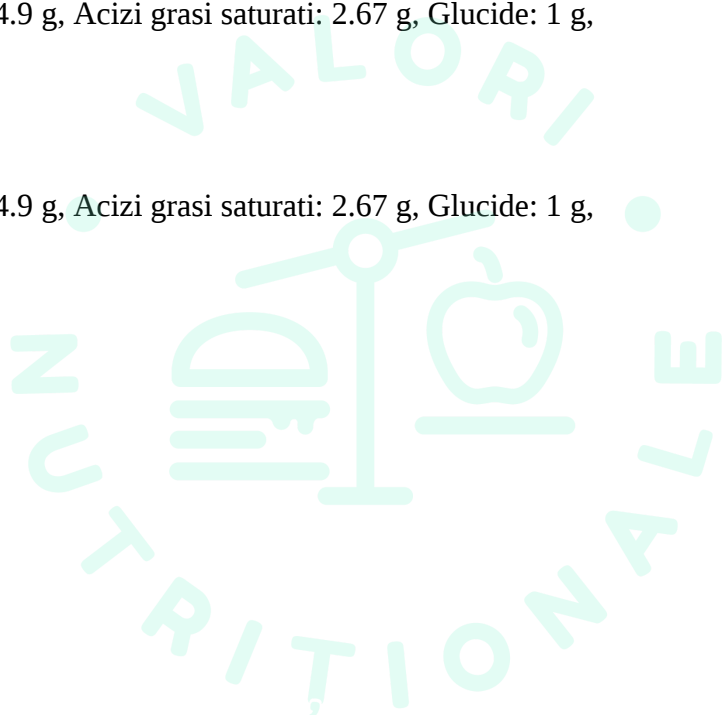 4.9 g, Acizi grasi saturati: 2.67 g, Glucide: 1 g,
VALORI
4.9 g, Acizi grasi saturati: 2.67 g, Glucide: 1 g,
NUTRITIONALE